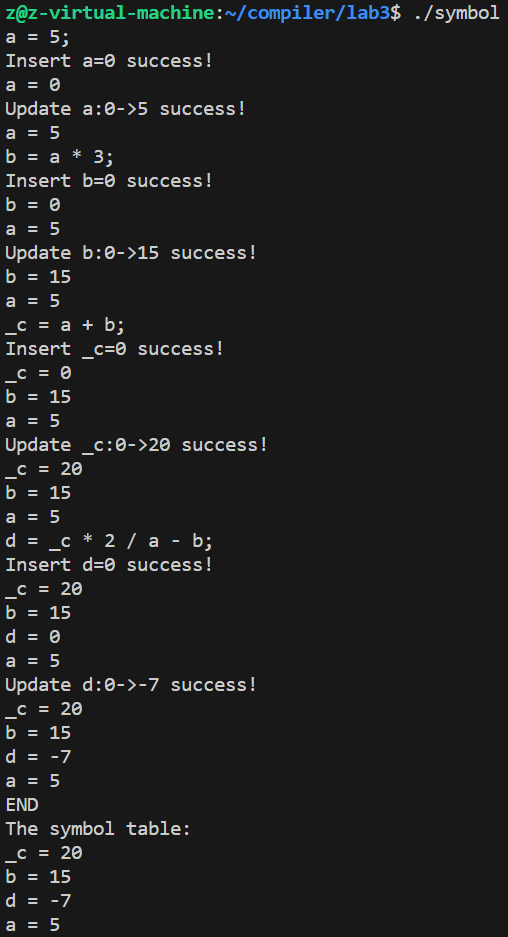 z@z-virtual-machine:~/compiler/lab3$ ./symbol
a = 5;
Insert a=0 success!
a = 0
Update a:0->5 success!
a = 5
b = a * 3;
Insert b=0 success!
b = 0
a = 5
Update b:0->15 success!
b = 15
a = 5
_c = a + b;
Insert _c=0 success!
_c = 0
b = 15
a = 5
Update _c:0->20 success!
_c = 20
b = 15
a = 5
d = _c * 2 / a - b;
Insert d=0 success!
_c = 20
b = 15
d = 0
a = 5
Update d:0->-7 success!
_c = 20
b = 15
d = -7
a = 5
END
The symbol table:
_c = 20
b = 15
d = -7
a = 5